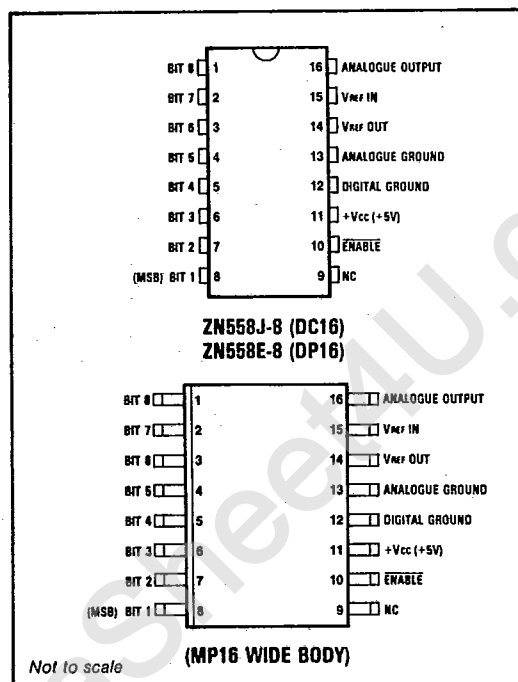 BIT 8 1 16 ANALOGUE OUTPUT
BIT 7 2 15 VREF IN
BIT 6 3 14 VREF OUT
BIT 5 4 13 ANALOGUE GROUND
BIT 4 5 12 DIGITAL GROUND
BIT 3 6 11 +Vcc (+5V)
BIT 2 7 10 ENABLE
(MSB) BIT 1 8 9 NC
ZN558J-8 (DC16)
ZN558E-8 (DP16)
BIT 8 1 16 ANALOGUE OUTPUT
BIT 7 2 15 VREF IN
BIT 6 3 14 VREF OUT
BIT 5 4 13 ANALOGUE GROUND
BIT 4 5 12 DIGITAL GROUND
BIT 3 6 11 +Vcc (+5V)
BIT 2 7 10 ENABLE
(MSB) BIT 1 8 9 NC
Not to scale (MP16 WIDE BODY)
asheet4U.c